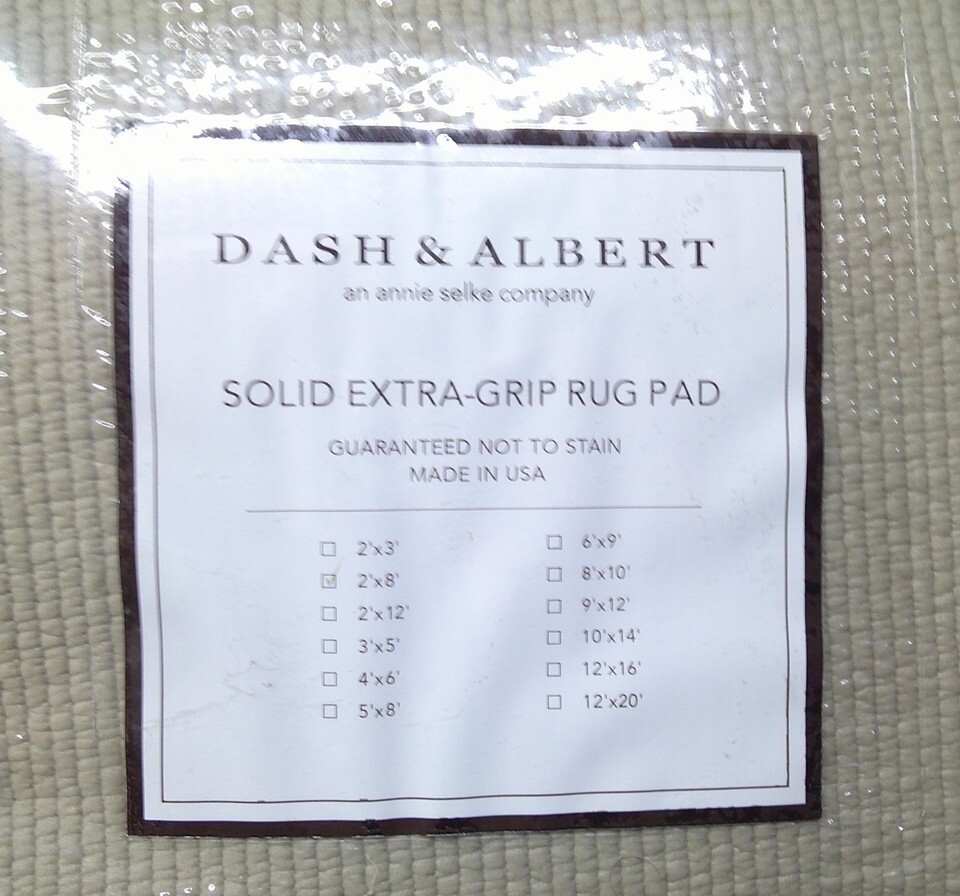 DASH & ALBERT
an annie selke company
SOLID EXTRA-GRIP RUG PAD
GUARANTEED NOT TO STAIN
MADE IN USA
☐ 2'x3'
☑ 2'x8'
☐ 2'x12'
☐ 3'x5'
☐ 4'x6'
☐ 5'x8'
☐ 6'x9'
☐ 8'x10'
☐ 9'x12'
☐ 10'x14'
☐ 12'x16'
☐ 12'x20'